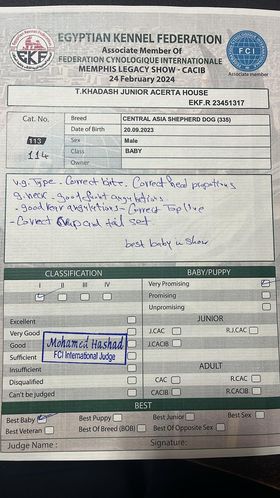 EGYPTIAN KENNEL FEDERATION
Associate Member Of
FEDERATION CYNOLOGIQUE INTERNATIONALE
MEMPHIS LEGACY SHOW - CACIB
24 February 2024
EKF
FCI
Associate member
T.KHADASH JUNIOR ACERTA HOUSE
EKF.R 23451317
Cat. No.
113
114
Breed CENTRAL ASIA SHEPHERD DOG (335)
Date of Birth 20.09.2023
Sex Male
Class BABY
Owner
v.g. Type - Correct bite. Correct head
g. neck - good front angulations
- good rear angulations - Correct Top line
- Correct and tail set.
best baby in show
CLASSIFICATION
I II III IV
BABY/PUPPY
Very Promising
Promising
Unpromising
Excellent
Very Good
Good
Sufficient
Insufficient
Disqualified
Can't be judged
Mohamed Hashad
FCI International Judge
JUNIOR
J.CAC R.J.CAC
J.CACIB
ADULT
CAC R.CAC
CACIB R.CACIB
BEST
Best Baby Best Puppy Best Junior Best Sex
Best Veteran Best Of Breed (BOB) Best Of Opposite Sex
Judge Name : Signature: